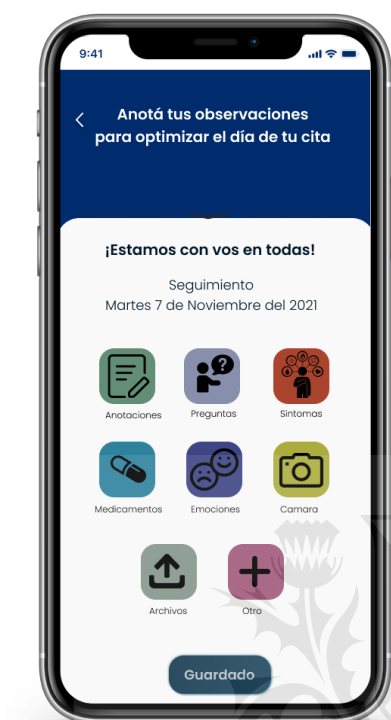 9:41
Anotá tus observaciones
para optimizar el día de tu cita
¡Estamos con vos en todas!
Seguimiento
Martes 7 de Noviembre del 2021
Anotaciones
Preguntas
Sintomas
Medicamentos
Emociones
Camara
Archivos
Otro
Guardado